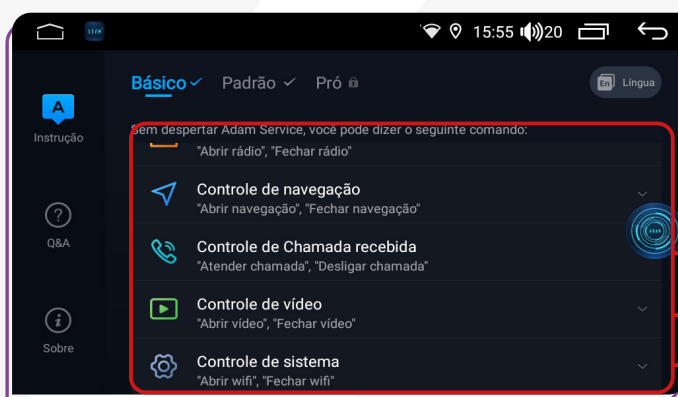 15:55 20
Básico Padrão Pró
En Língua
A
Instrução
Sem despertar Adam Service, você pode dizer o seguinte comando:
"Abrir rádio", "Fechar rádio"
Controle de navegação
"Abrir navegação", "Fechar navegação"
? 
Q&A
Controle de Chamada recebida
"Atender chamada", "Desligar chamada"
Controle de vídeo
"Abrir vídeo", "Fechar vídeo"
i
Sobre
Controle de sistema
"Abrir wifi", "Fechar wifi"